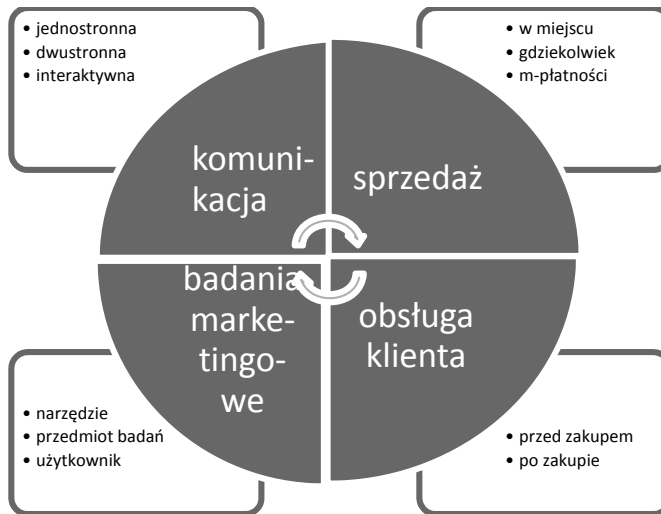 • jednostronna
• dwustronna
• interaktywna
• w miejscu
• gdziekolwiek
• m-płatności
komuni-
kacja
sprzedaż
badania
marke-
tingo-
we
obsługa
klienta
• narzędzie
• przedmiot badań
• użytkownik
• przed zakupem
• po zakupie